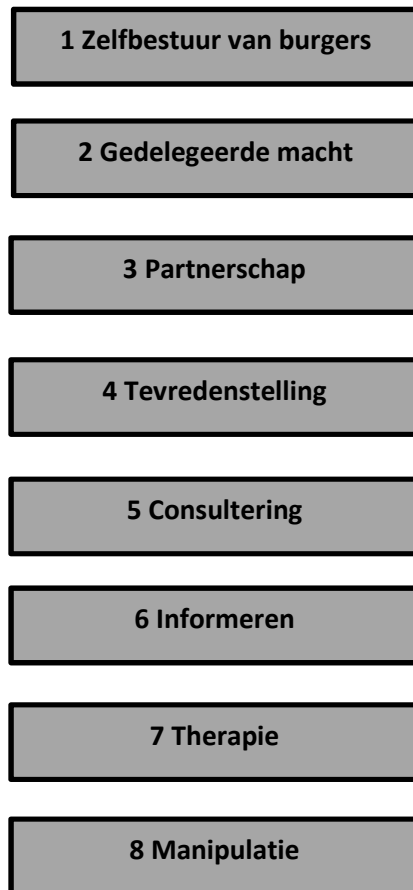 1 Zelfbestuur van burgers
2 Gedelegeerde macht
3 Partnerschap
4 Tevredenstelling
5 Consultering
6 Informeren
7 Therapie
8 Manipulatie